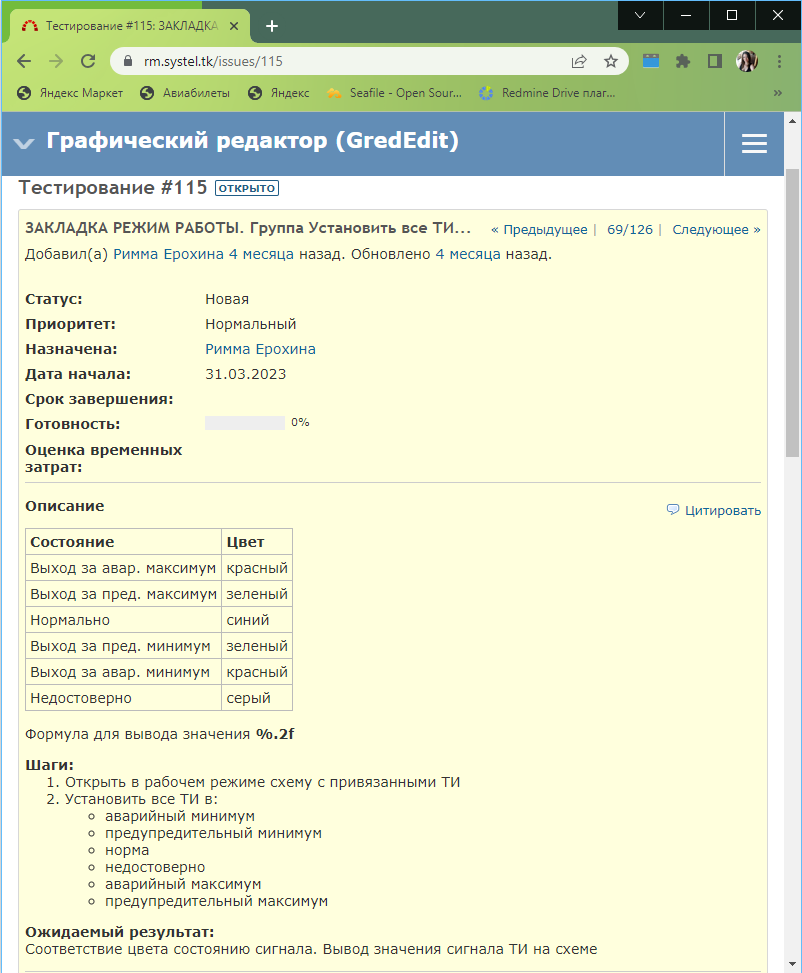 Тестирование #115: ЗАКЛАДКА
rm.systel.tk/issues/115
Яндекс Маркет Авиабилеты Яндекс Seafile - Open Sour... Redmine Drive плаг...
»
Графический редактор (GredEdit)
Тестирование #115 ОТКРЫТО
ЗАКЛАДКА РЕЖИМ РАБОТЫ. Группа Установить все ТИ... « Предыдущее | 69/126 | Следующее »
Добавил(а) Римма Ерохина 4 месяца назад. Обновлено 4 месяца назад.
Статус: Новая
Приоритет: Нормальный
Назначена: Римма Ерохина
Дата начала: 31.03.2023
Срок завершения:
Готовность: 0%
Оценка временных
затрат:
Описание Цитировать
Состояние Цвет
Выход за авар. максимум красный
Выход за пред. максимум зеленый
Нормально синий
Выход за пред. минимум зеленый
Выход за авар. минимум красный
Недостоверно серый
Формула для вывода значения %.2f
Шаги:
1. Открыть в рабочем режиме схему с привязанными ТИ
2. Установить все ТИ в:
аварийный минимум
предупредительный минимум
норма
недостоверно
аварийный максимум
предупредительный максимум
Ожидаемый результат:
Соответствие цвета состоянию сигнала. Вывод значения сигнала ТИ на схеме